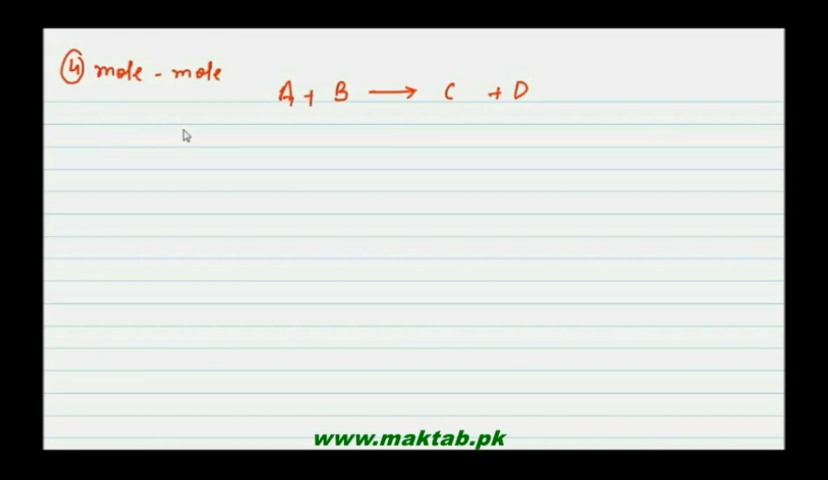 ④ mole - mole
A + B ⟶ C + D
www.maktab.pk